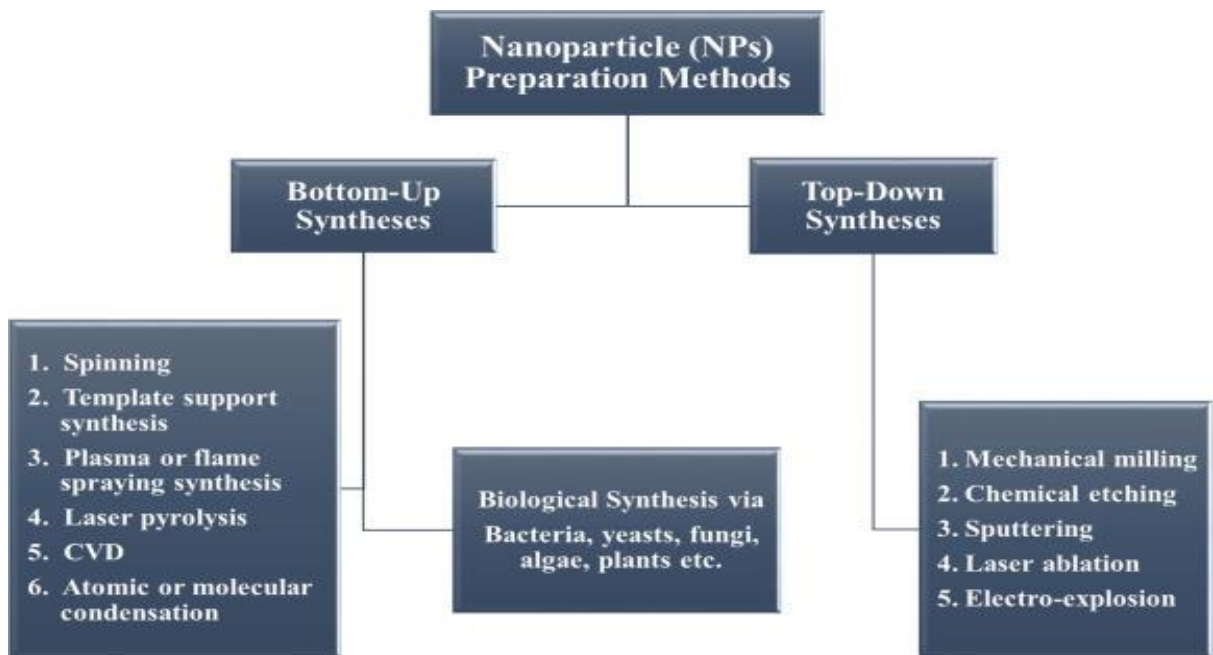 Nanoparticle (NPs)
Preparation Methods
Bottom-Up
Syntheses
Top-Down
Syntheses
1. Spinning
2. Template support
synthesis
3. Plasma or flame
spraying synthesis
4. Laser pyrolysis
5. CVD
6. Atomic or molecular
condensation
Biological Synthesis via
Bacteria, yeasts, fungi,
algae, plants etc.
1. Mechanical milling
2. Chemical etching
3. Sputtering
4. Laser ablation
5. Electro-explosion